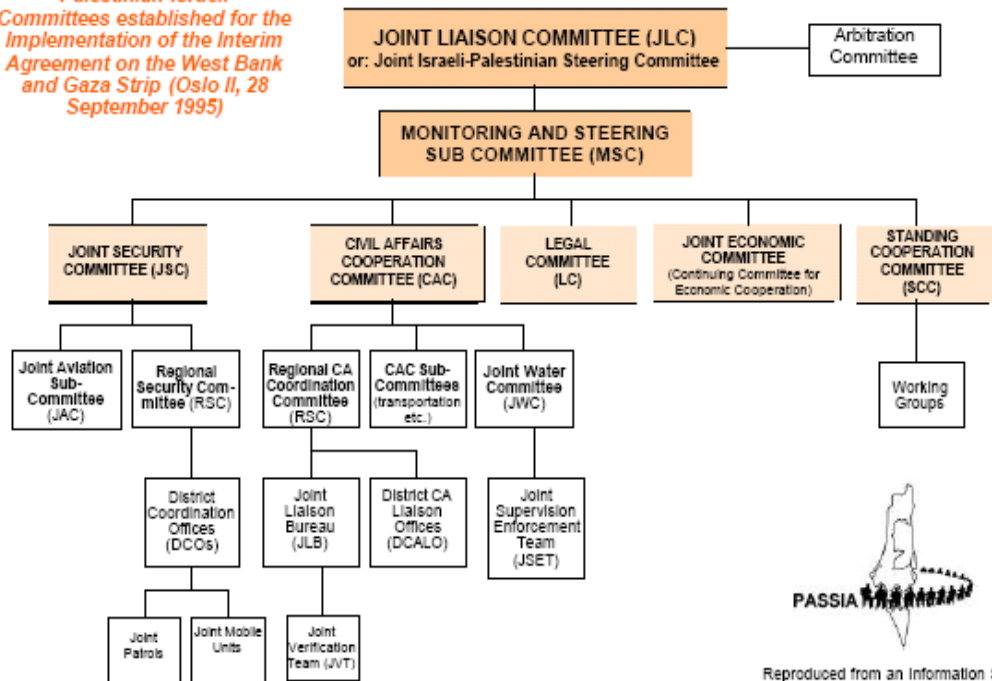 Committees established for the
Implementation of the Interim
Agreement on the West Bank
and Gaza Strip (Oslo II, 28
September 1995)
JOINT LIAISON COMMITTEE (JLC)
or: Joint Israeli-Palestinian Steering Committee
Arbitration
Committee
MONITORING AND STEERING
SUB COMMITTEE (MSC)
JOINT SECURITY
COMMITTEE (JSC)
CIVIL AFFAIRS
COOPERATION
COMMITTEE (CAC)
LEGAL
COMMITTEE
(LC)
JOINT ECONOMIC
COMMITTEE
(Continuing Committee for
Economic Cooperation)
STANDING
COOPERATION
COMMITTEE
(SCC)
Joint Aviation
Sub-
Committee
(JAC)
Regional
Security Com-
mittee (RSC)
Regional CA
Coordination
Committee
(RSC)
CAC Sub-
Committees
(transportation
etc.)
Joint Water
Committee
(JWC)
Working
Groups
District
Coordination
Offices
(DCOs)
Joint
Liaison
Bureau
(JLB)
District CA
Liaison
Offices
(DCALO)
Joint
Supervision
Enforcement
Team
(JSET)
Joint
Patrols
Joint Mobile
Units
Joint
Verification
Team (JVT)
PASSIA
Reproduced from an Information